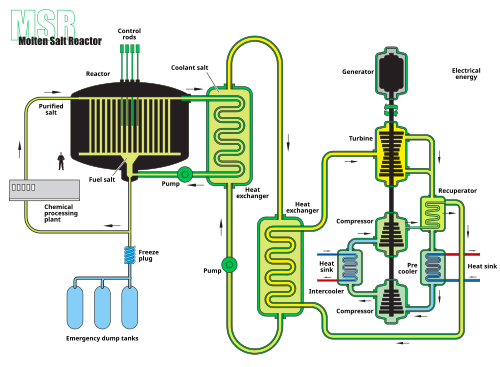 MSR
Molten Salt Reactor
Control
rods
Reactor
Coolant salt
Purified
salt
Fuel salt
Pump
Heat
exchanger
Chemical
processing
plant
Freeze
plug
Emergency dump tanks
Pump
Heat
exchanger
Generator
Electrical
energy
Turbine
Recuperator
Compressor
Heat
sink
Pre
cooler
Heat sink
Intercooler
Compressor